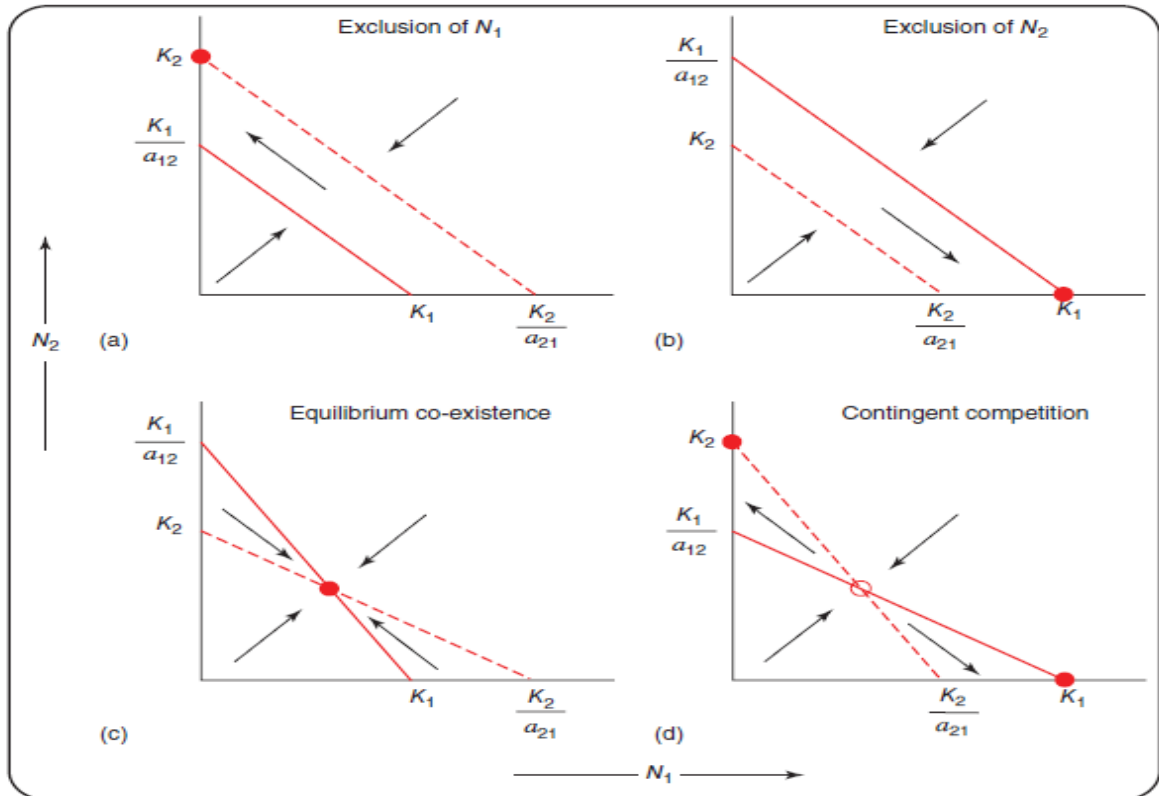 Exclusion of N₁
K₂
K₁
a₁₂
K₁
K₂
a₂₁
(a)
Exclusion of N₂
K₁
a₁₂
K₂
K₂
a₂₁
K₁
(b)
N₂
Equilibrium co-existence
K₁
a₁₂
K₂
K₁
K₂
a₂₁
(c)
Contingent competition
K₂
K₁
a₁₂
K₂
a₂₁
K₁
(d)
N₁